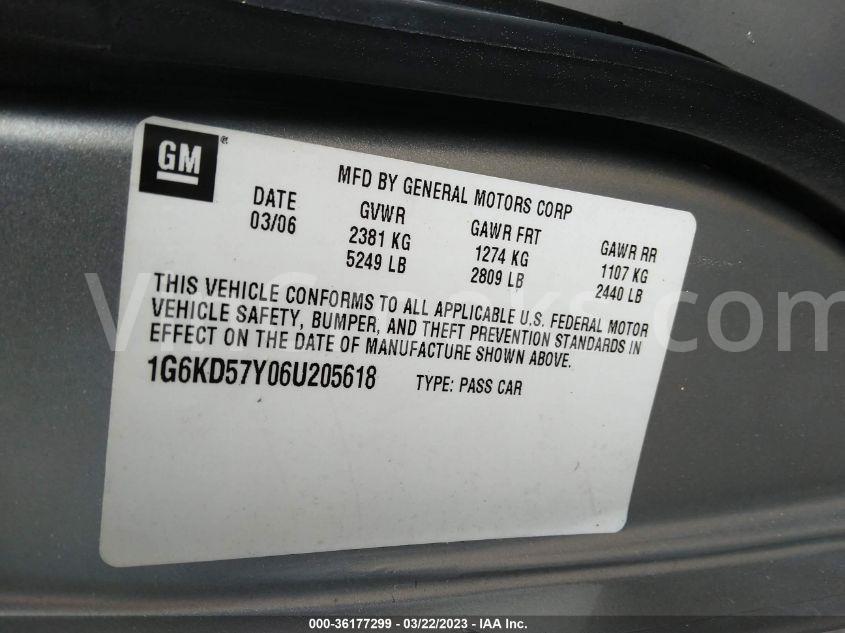 GM®
MFD BY GENERAL MOTORS CORP
DATE GVWR GAWR FRT GAWR RR
03/06 2381 KG 1274 KG 1107 KG
5249 LB 2809 LB 2440 LB
THIS VEHICLE CONFORMS TO ALL APPLICABLE U.S. FEDERAL MOTOR
VEHICLE SAFETY, BUMPER, AND THEFT PREVENTION STANDARDS IN
EFFECT ON THE DATE OF MANUFACTURE SHOWN ABOVE.
1G6KD57Y06U205618 TYPE: PASS CAR
000-36177299 - 03/22/2023 - IAA Inc.